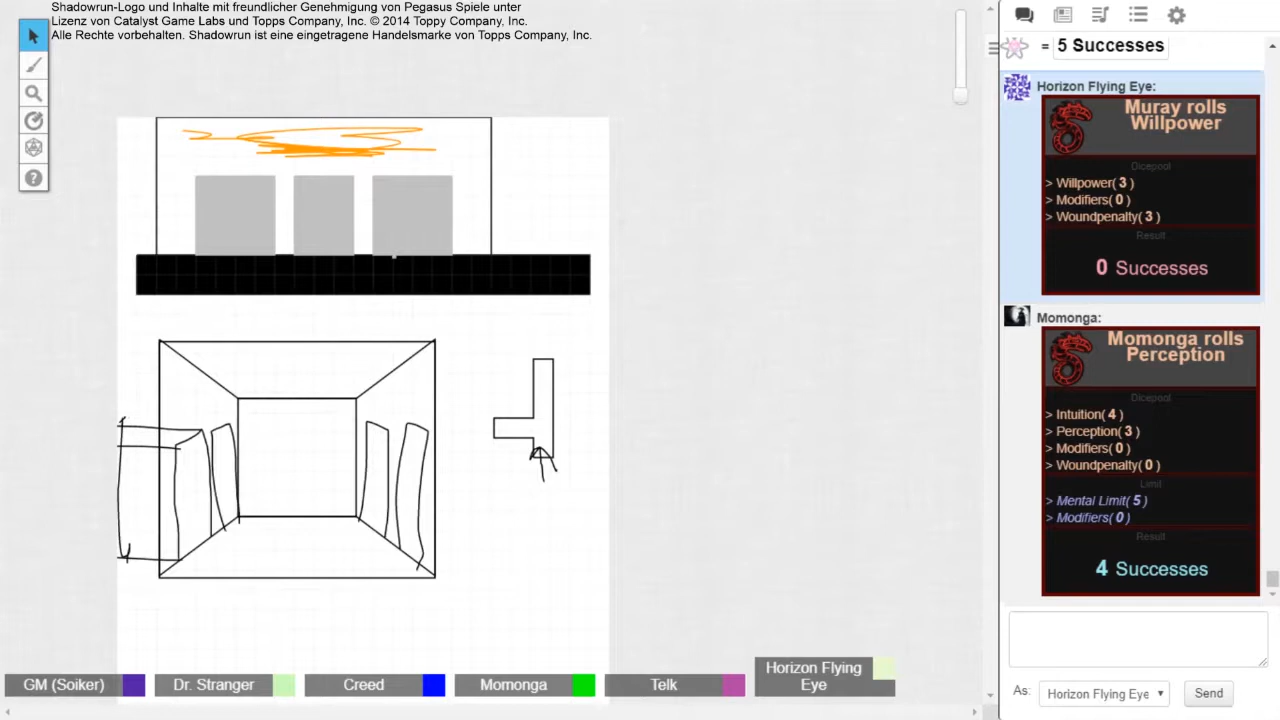 Shadowrun-Logo und Inhalte mit freundlicher Genehmigung von Pegasus Spiele unter
Lizenz von Catalyst Game Labs und Topps Company, Inc. © 2014 Topps Company, Inc.
Alle Rechte vorbehalten. Shadowrun ist eine eingetragene Handelsmarke von Topps Company, Inc.
= 5 Successes
Horizon Flying Eye:
Muray rolls
Willpower
Dicepool
> Willpower( 3 )
> Modifiers( 0 )
> Woundpenalty( 3 )
Result
0 Successes
Momonga:
Momonga rolls
Perception
Dicepool
> Intuition( 4 )
> Perception( 3 )
> Modifiers( 0 )
> Woundpenalty( 0 )
Limit
> Mental Limit( 5 )
> Modifiers( 0 )
Result
4 Successes
GM (Soiker)
Dr. Stranger
Creed
Momonga
Telk
Horizon Flying
Eye
As:
Horizon Flying Eye
Send